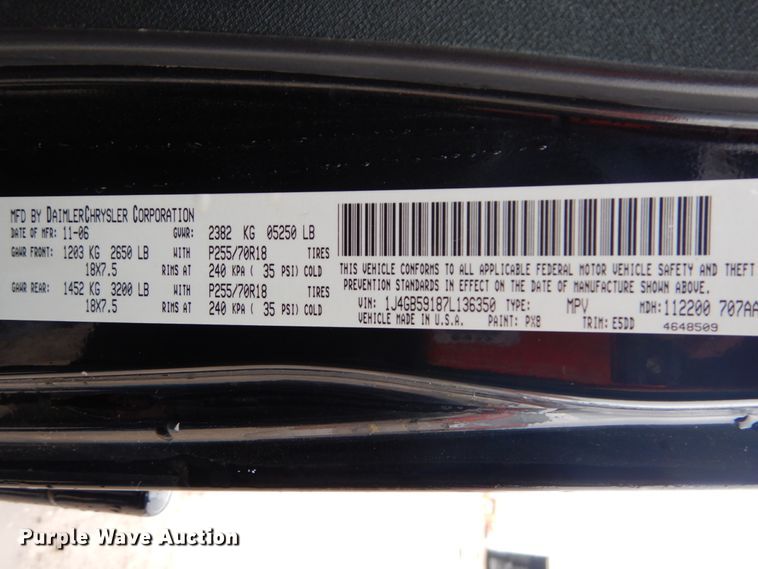 MFD BY DAIMLERCHRYSLER CORPORATION
DATE OF MFR: 11-06 GVWR: 2382 KG 05250 LB
GAWR FRONT: 1203 KG 2650 LB WITH P255/70R18 TIRES
18X7.5 RIMS AT 240 KPA ( 35 PSI) COLD
GAWR REAR: 1452 KG 3200 LB WITH P255/70R18 TIRES
18X7.5 RIMS AT 240 KPA ( 35 PSI) COLD
THIS VEHICLE CONFORMS TO ALL APPLICABLE FEDERAL MOTOR VEHICLE SAFETY AND THEFT
PREVENTION STANDARDS IN EFFECT ON THE DATE OF MANUFACTURE SHOWN ABOVE.
VIN: 1J4GB59187L136350 TYPE: MPV MDH: 112200 707AA
VEHICLE MADE IN U.S.A. PAINT: PX8 TRIM: E5DD 4648509
Purple Wave Auction